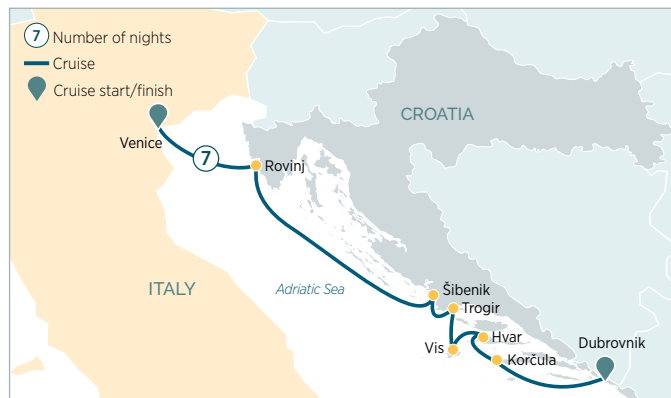 7 Number of nights
Cruise
Cruise start/finish
CROATIA
Venice
7
Rovinj
ITALY
Adriatic Sea
Šibenik
Trogir
Hvar
Vis
Dubrovnik
Korčula